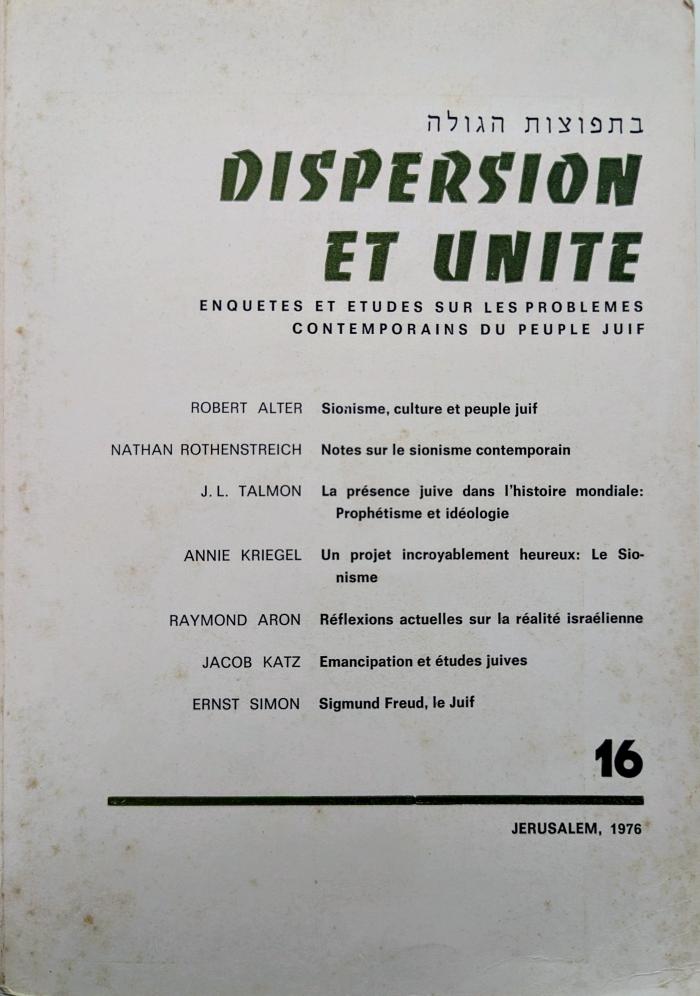 בתפוצות הגולה
DISPERSION
ET UNITE
ENQUETES ET ETUDES SUR LES PROBLEMES
CONTEMPORAINS DU PEUPLE JUIF
ROBERT ALTER Sionisme, culture et peuple juif
NATHAN ROTHENSTREICH Notes sur le sionisme contemporain
J. L. TALMON La présence juive dans l'histoire mondiale:
Prophétisme et idéologie
ANNIE KRIEGEL Un projet incroyablement heureux: Le Sio-
nisme
RAYMOND ARON Réflexions actuelles sur la réalité israélienne
JACOB KATZ Emancipation et études juives
ERNST SIMON Sigmund Freud, le Juif
16
JERUSALEM, 1976